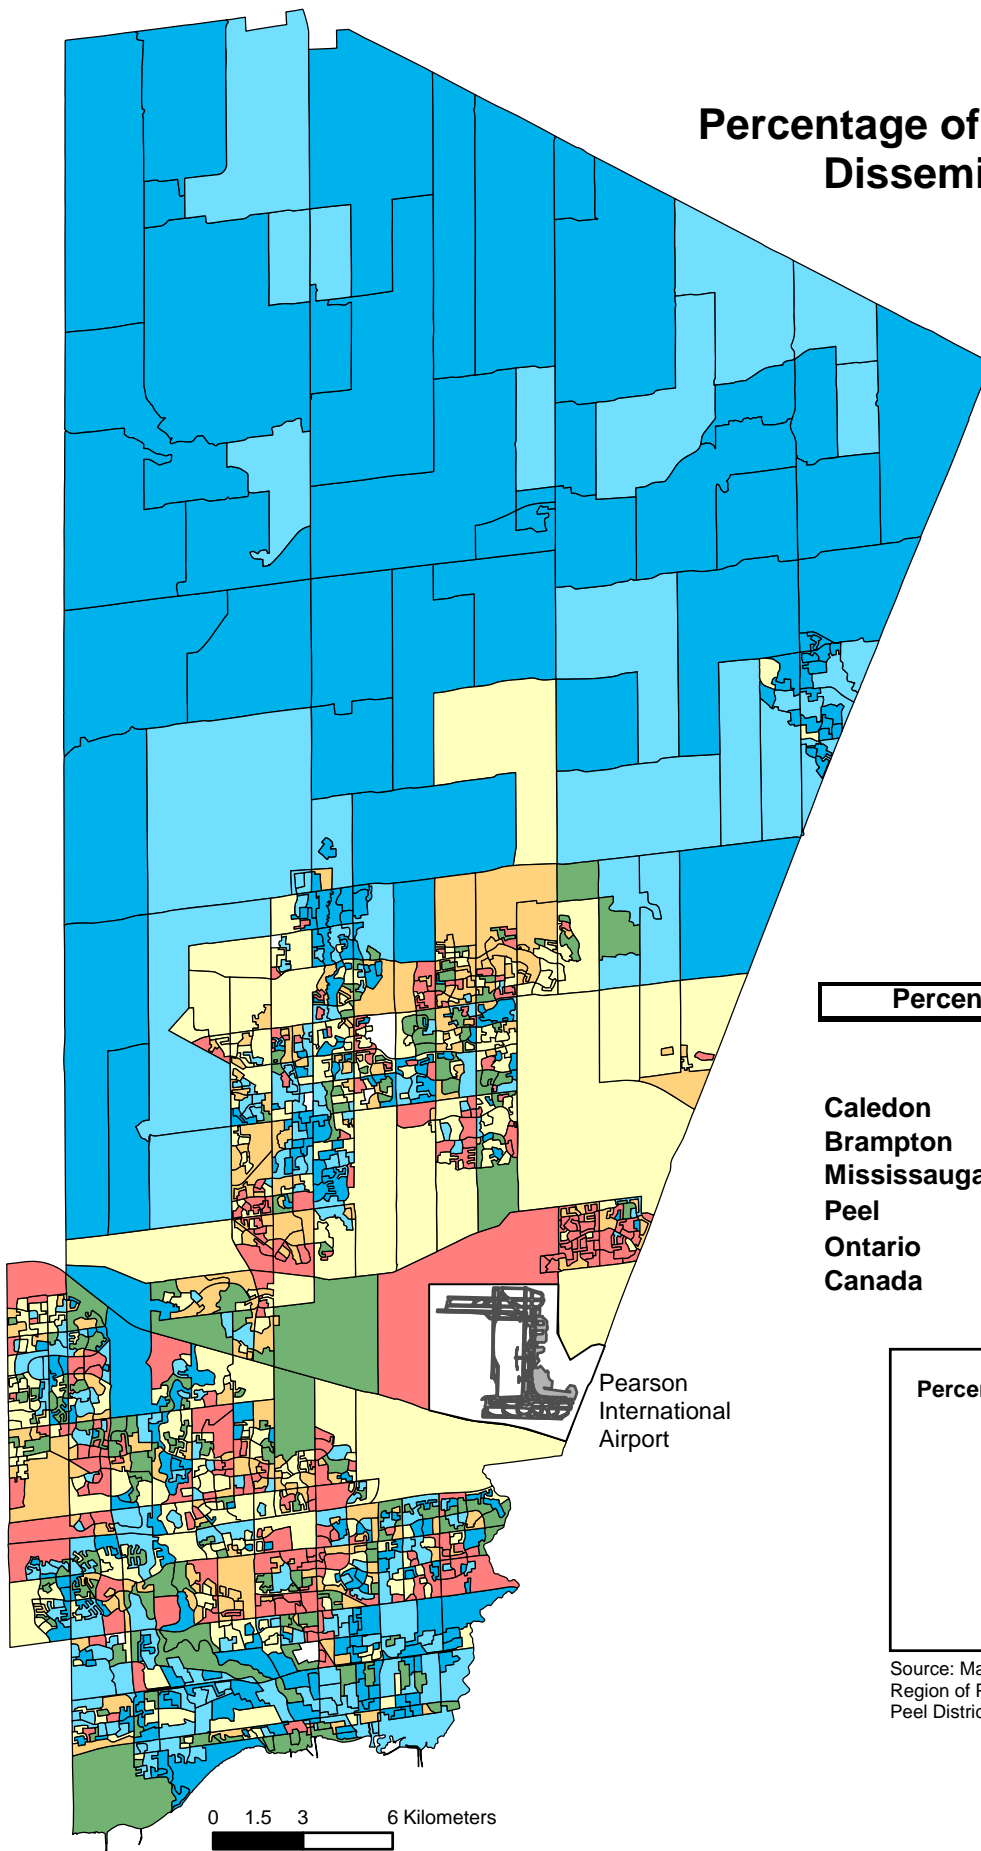 Percentage of
Dissemi
Percen
Caledon
Brampton
Mississauga
Peel
Ontario
Canada
Pearson
International
Airport
Percen
Source: Ma
Region of P
Peel Distric
0 1.5 3 6 Kilometers